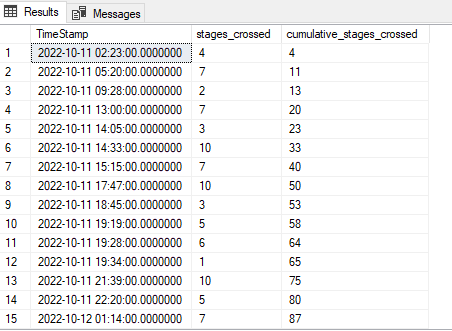 Results Messages
TimeStamp stages_crossed cumulative_stages_crossed
1 2022-10-11 02:23:00.0000000 4 4
2 2022-10-11 05:20:00.0000000 7 11
3 2022-10-11 09:28:00.0000000 2 13
4 2022-10-11 13:00:00.0000000 7 20
5 2022-10-11 14:05:00.0000000 3 23
6 2022-10-11 14:33:00.0000000 10 33
7 2022-10-11 15:15:00.0000000 7 40
8 2022-10-11 17:47:00.0000000 10 50
9 2022-10-11 18:45:00.0000000 3 53
10 2022-10-11 19:19:00.0000000 5 58
11 2022-10-11 19:28:00.0000000 6 64
12 2022-10-11 19:34:00.0000000 1 65
13 2022-10-11 21:39:00.0000000 10 75
14 2022-10-11 22:20:00.0000000 5 80
15 2022-10-12 01:14:00.0000000 7 87